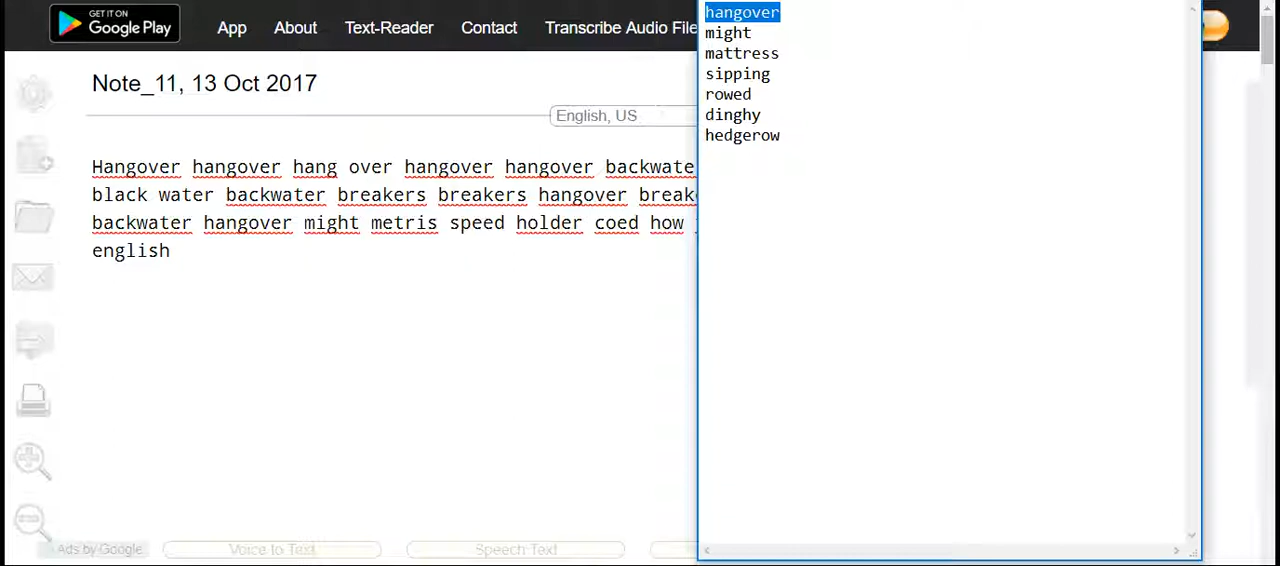 GET IT ON
Google Play
App About Text-Reader Contact Transcribe Audio File
Note_11, 13 Oct 2017
English, US
Hangover hangover hang over hangover hangover backwate
black water backwater breakers breakers hangover break
backwater hangover might metris speed holder coed how
english
Ads by Google
Voice to Text
Speech Text
hangover
might
mattress
sipping
rowed
dinghy
hedgerow